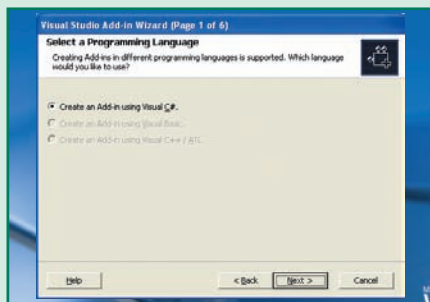 Visual Studio Add-in Wizard (Page 1 of 6)
Select a Programming Language
Creating Add-ins in different programming languages is supported. Which language
would you like to use?
Create an Add-in using Visual C#.
Create an Add-in using Visual Basic.
Create an Add-in using Visual C++ / ATL.
Help
< Back
Next >
Cancel